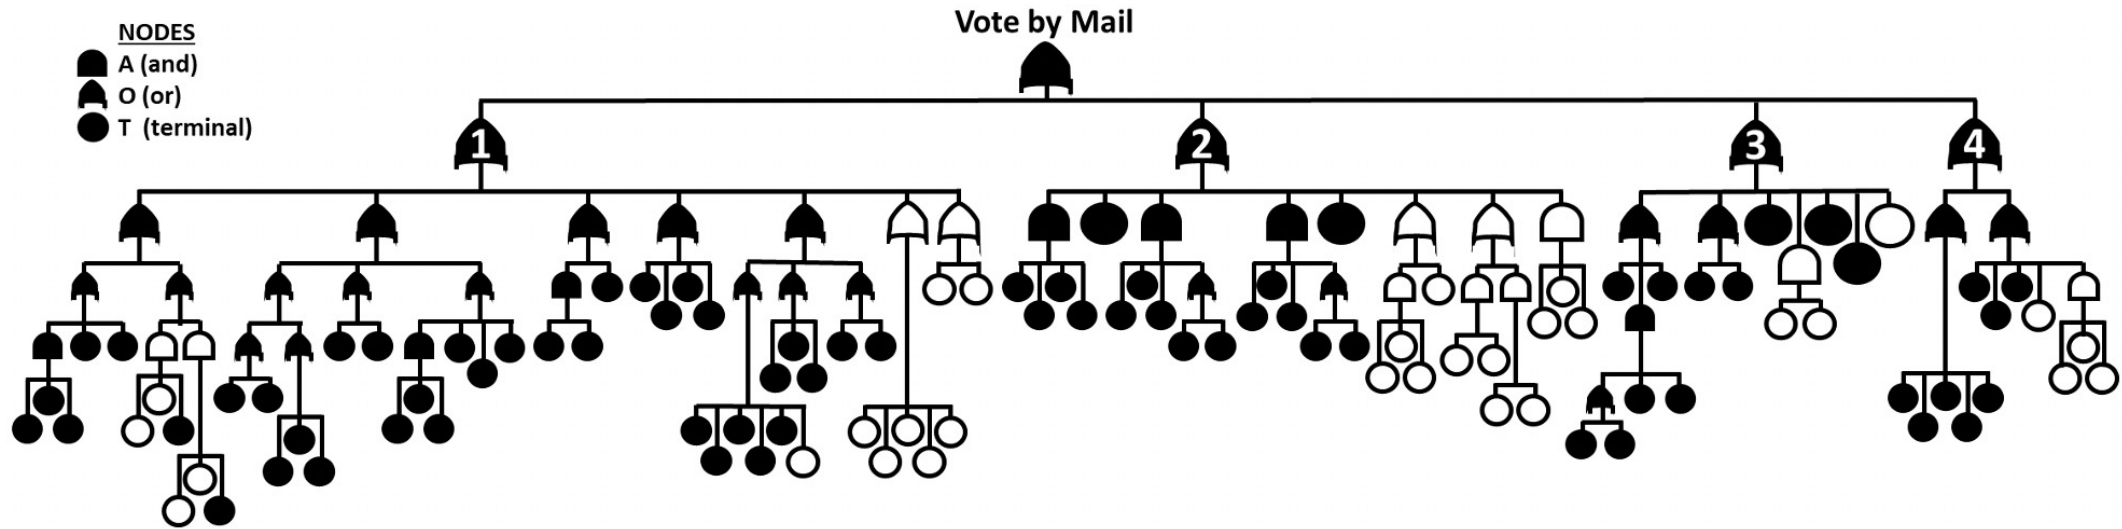 Vote by Mail
NODES
A (and)
O (or)
T (terminal)
1
2
3
4